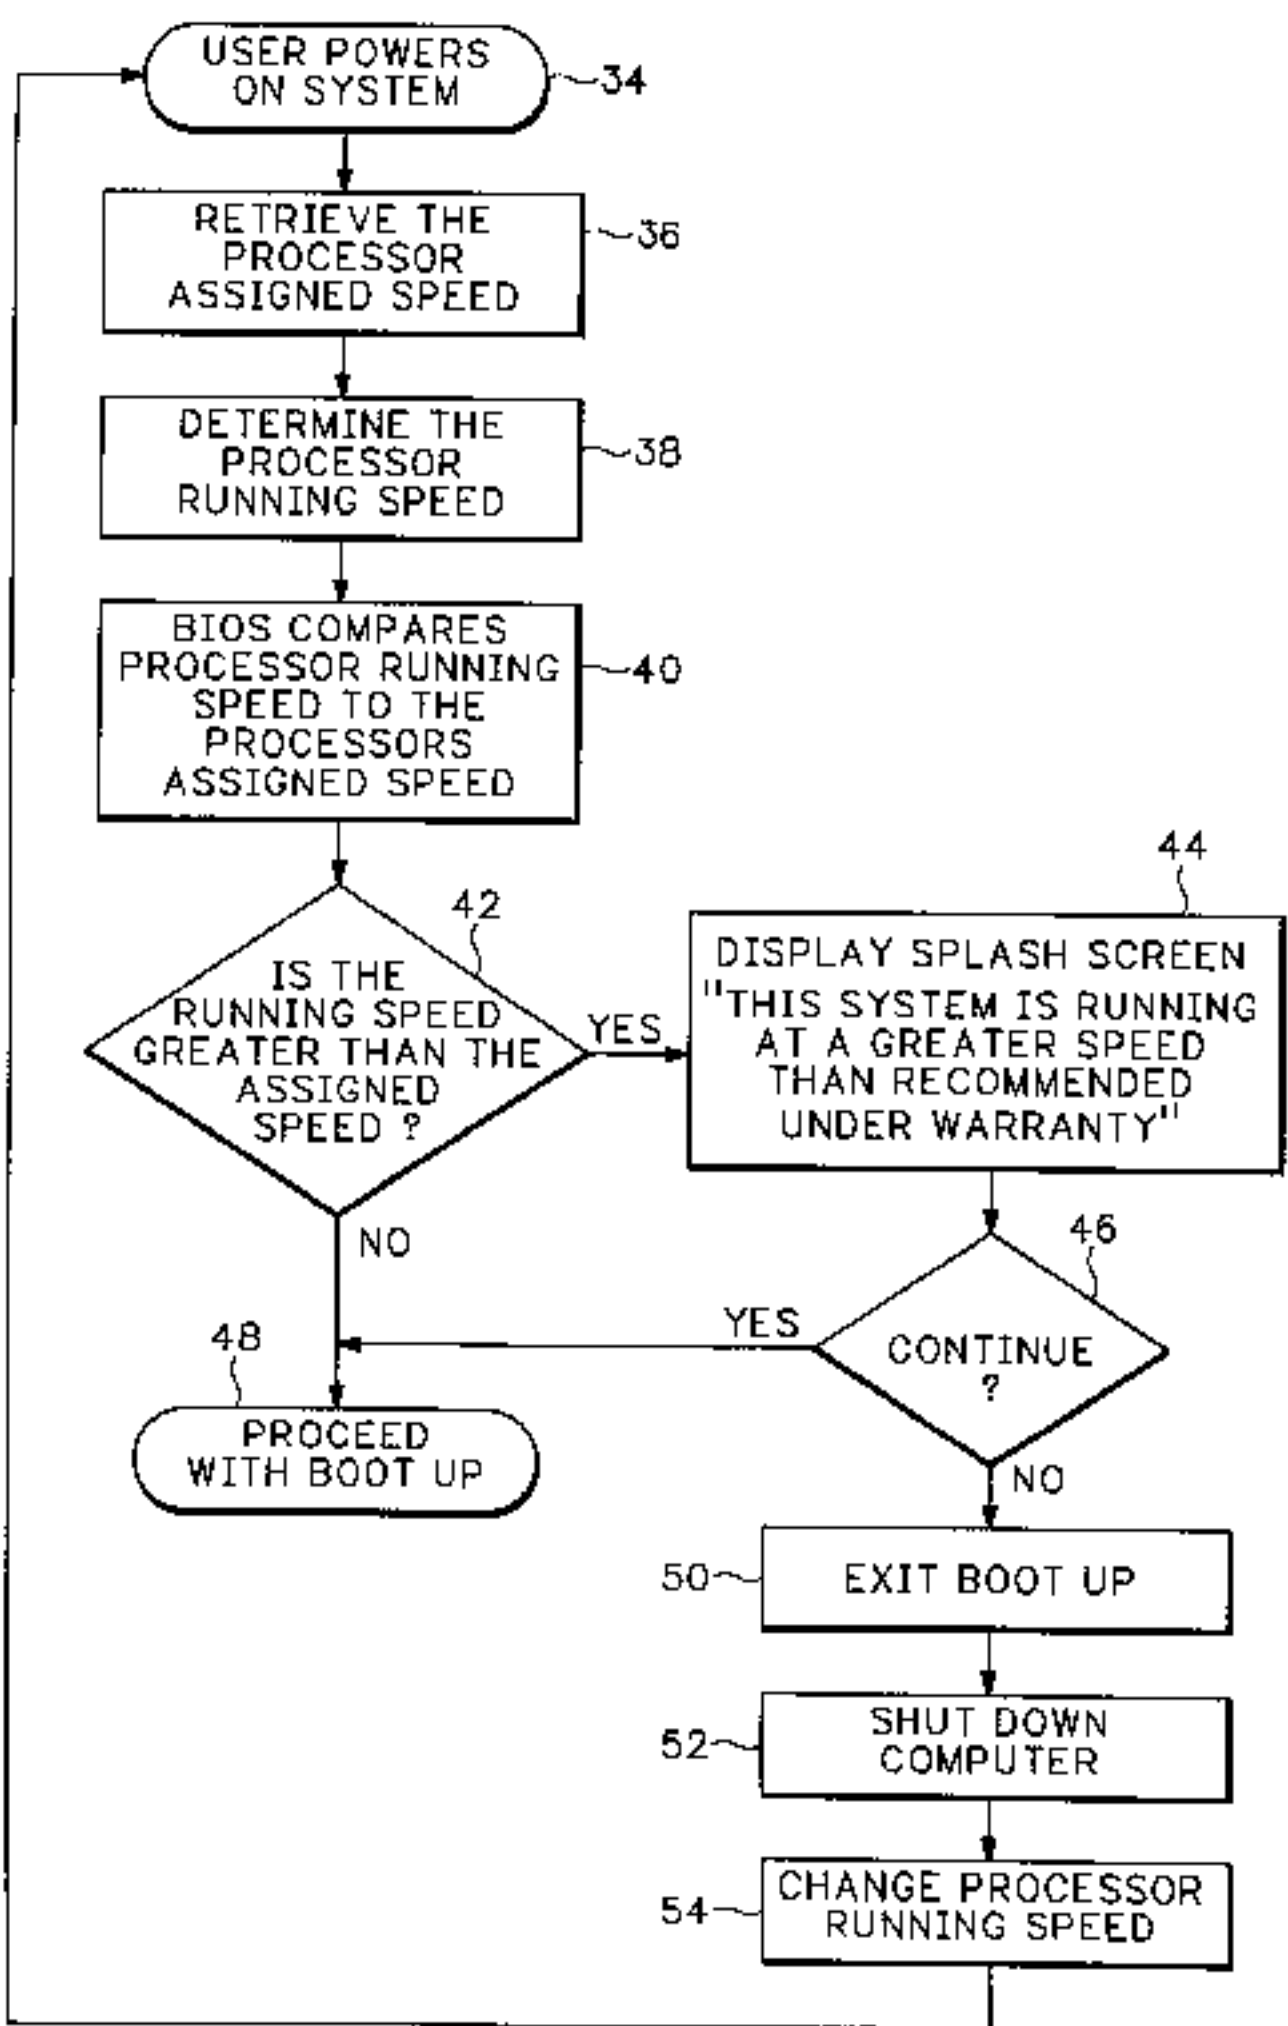 USER POWERS
ON SYSTEM
34
RETRIEVE THE
PROCESSOR
ASSIGNED SPEED
36
DETERMINE THE
PROCESSOR
RUNNING SPEED
38
BIOS COMPARES
PROCESSOR RUNNING
SPEED TO THE
PROCESSORS
ASSIGNED SPEED
40
42
IS THE
RUNNING SPEED
GREATER THAN THE
ASSIGNED
SPEED ?
YES
NO
44
DISPLAY SPLASH SCREEN
"THIS SYSTEM IS RUNNING
AT A GREATER SPEED
THAN RECOMMENDED
UNDER WARRANTY"
46
CONTINUE
?
YES
NO
48
PROCEED
WITH BOOT UP
50
EXIT BOOT UP
52
SHUT DOWN
COMPUTER
54
CHANGE PROCESSOR
RUNNING SPEED